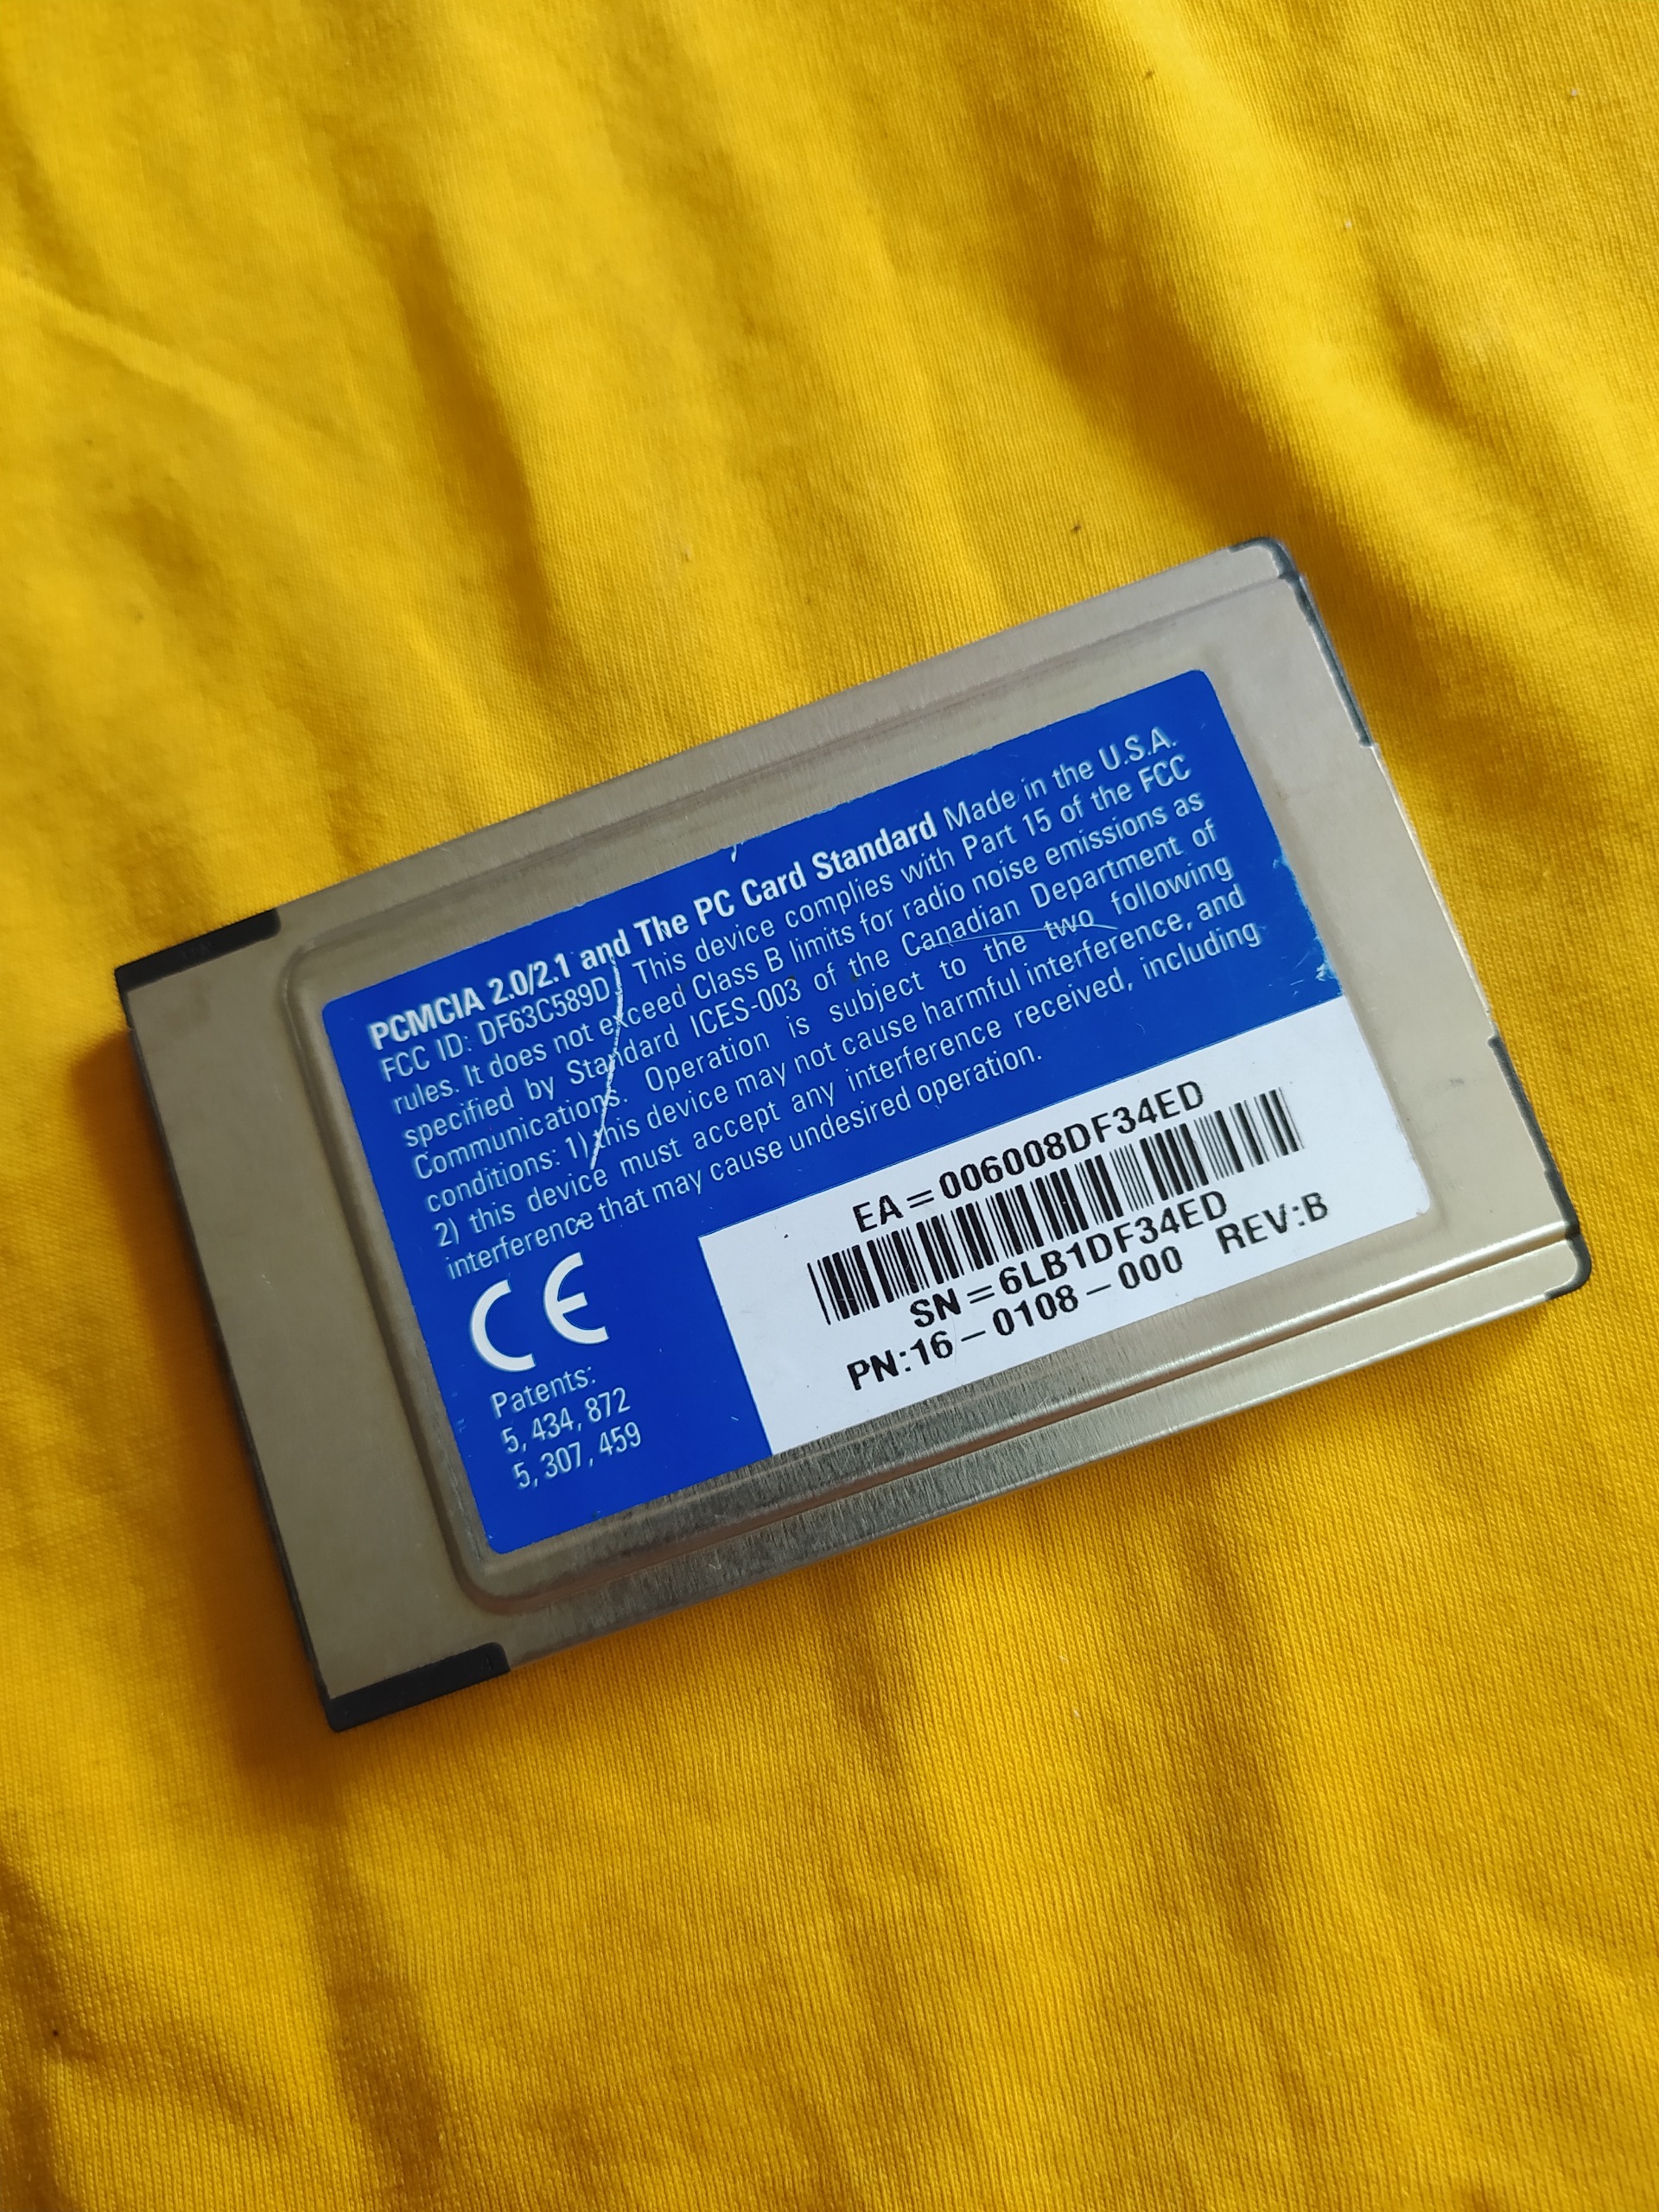 PCMCIA 2.0/2.1 and The PC Card Standard Made in the U.S.A.
FCC ID: DF63C589D This device complies with Part 15 of the FCC
rules. It does not exceed Class B limits for radio noise emissions as
specified by Standard ICES-003 of the Canadian Department of
Communications. Operation is subject to the two following
conditions: 1) this device may not cause harmful interference, and
2) this device must accept any interference received, including
interference that may cause undesired operation.
CE
Patents:
5, 434, 872
5, 307, 459
EA=006008DF34ED
SN=6LB1DF34ED
PN:16-0108-000 REV:B